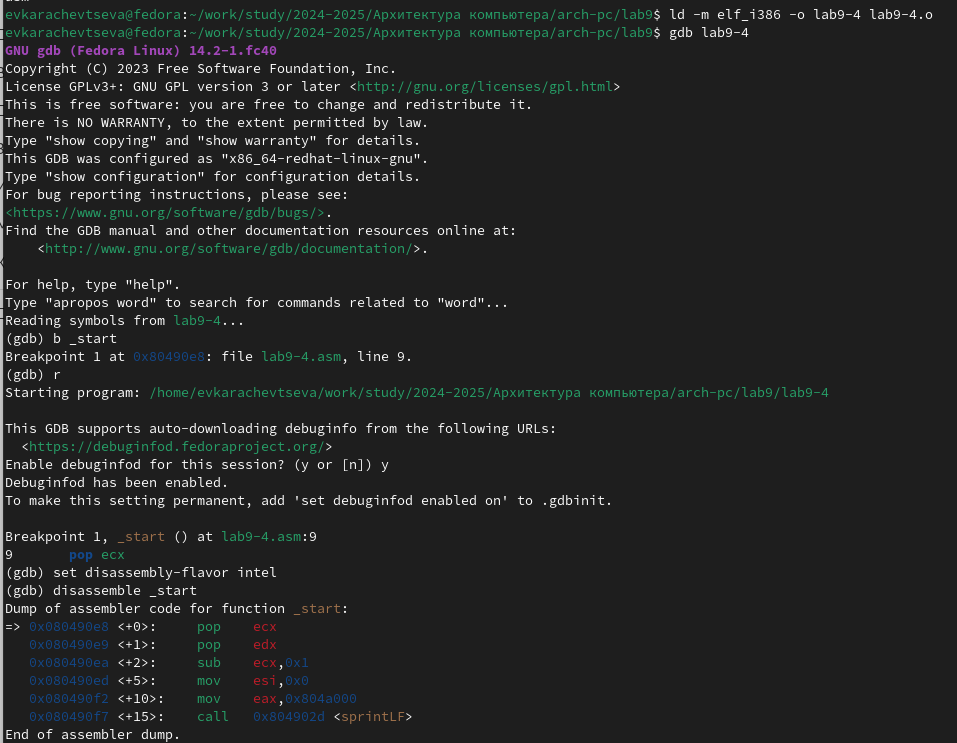 evkarachevtseva@fedora:~/work/study/2024-2025/Архитектура компьютера/arch-pc/lab9$ ld -m elf_i386 -o lab9-4 lab9-4.o
evkarachevtseva@fedora:~/work/study/2024-2025/Архитектура компьютера/arch-pc/lab9$ gdb lab9-4
GNU gdb (Fedora Linux) 14.2-1.fc40
Copyright (C) 2023 Free Software Foundation, Inc.
License GPLv3+: GNU GPL version 3 or later <http://gnu.org/licenses/gpl.html>
This is free software: you are free to change and redistribute it.
There is NO WARRANTY, to the extent permitted by law.
Type "show copying" and "show warranty" for details.
This GDB was configured as "x86_64-redhat-linux-gnu".
Type "show configuration" for configuration details.
For bug reporting instructions, please see:
<https://www.gnu.org/software/gdb/bugs/>.
Find the GDB manual and other documentation resources online at:
    <http://www.gnu.org/software/gdb/documentation/>.

For help, type "help".
Type "apropos word" to search for commands related to "word"...
Reading symbols from lab9-4...
(gdb) b _start
Breakpoint 1 at 0x80490e8: file lab9-4.asm, line 9.
(gdb) r
Starting program: /home/evkarachevtseva/work/study/2024-2025/Архитектура компьютера/arch-pc/lab9/lab9-4

This GDB supports auto-downloading debuginfo from the following URLs:
  <https://debuginfod.fedoraproject.org/>
Enable debuginfod for this session? (y or [n]) y
Debuginfod has been enabled.
To make this setting permanent, add 'set debuginfod enabled on' to .gdbinit.

Breakpoint 1, _start () at lab9-4.asm:9
9       pop ecx
(gdb) set disassembly-flavor intel
(gdb) disassemble _start
Dump of assembler code for function _start:
=> 0x080490e8 <+0>:     pop    ecx
   0x080490e9 <+1>:     pop    edx
   0x080490ea <+2>:     sub    ecx,0x1
   0x080490ed <+5>:     mov    esi,0x0
   0x080490f2 <+10>:    mov    eax,0x804a000
   0x080490f7 <+15>:    call   0x804902d <sprintLF>
End of assembler dump.